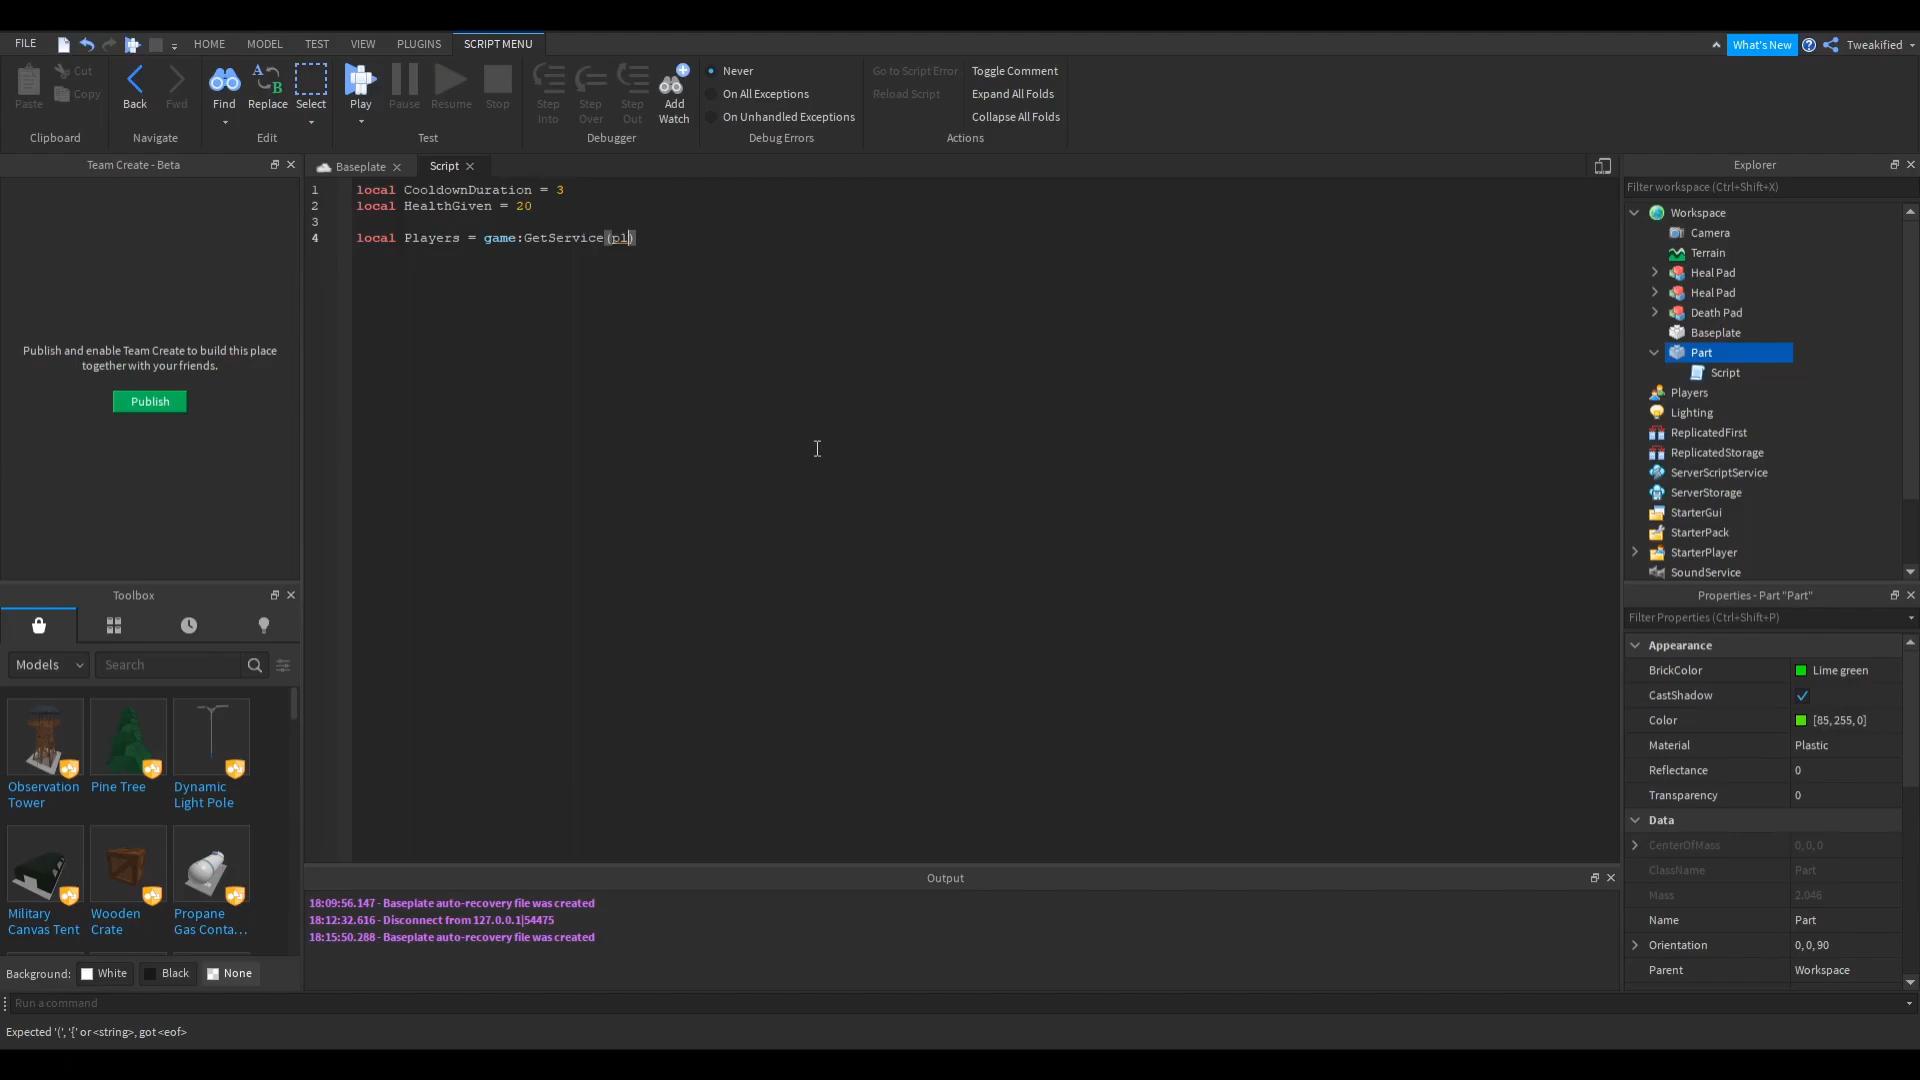 FILE HOME MODEL TEST VIEW PLUGINS SCRIPT MENU What's New Tweakified
Paste Cut Copy Clipboard
Back Fwd Navigate
Find Replace Select Edit
Play Pause Resume Stop Test
Step Into Step Over Step Out Add Watch Debugger
Never
On All Exceptions
On Unhandled Exceptions
Debug Errors
Go to Script Error Toggle Comment
Reload Script Expand All Folds
Collapse All Folds
Actions
Team Create - Beta
Publish and enable Team Create to build this place
together with your friends.
Publish
Baseplate Script
1 local CooldownDuration = 3
2 local HealthGiven = 20
3
4 local Players = game:GetService(pl)
Explorer
Filter workspace (Ctrl+Shift+X)
Workspace
Camera
Terrain
Heal Pad
Heal Pad
Death Pad
Baseplate
Part
Script
Players
Lighting
ReplicatedFirst
ReplicatedStorage
ServerScriptService
ServerStorage
StarterGui
StarterPack
StarterPlayer
SoundService
Toolbox
Models Search
Observation Tower
Pine Tree
Dynamic Light Pole
Military Canvas Tent
Wooden Crate
Propane Gas Conta...
Background: White Black None
Output
18:09:56.147 - Baseplate auto-recovery file was created
18:12:32.616 - Disconnect from 127.0.0.1|54475
18:15:50.288 - Baseplate auto-recovery file was created
Properties - Part "Part"
Filter Properties (Ctrl+Shift+P)
Appearance
BrickColor Lime green
CastShadow
Color [85, 255, 0]
Material Plastic
Reflectance 0
Transparency 0
Data
CenterOfMass 0, 0, 0
ClassName Part
Mass 2.046
Name Part
Orientation 0, 0, 90
Parent Workspace
Run a command
Expected '(', '{' or <string>, got <eof>